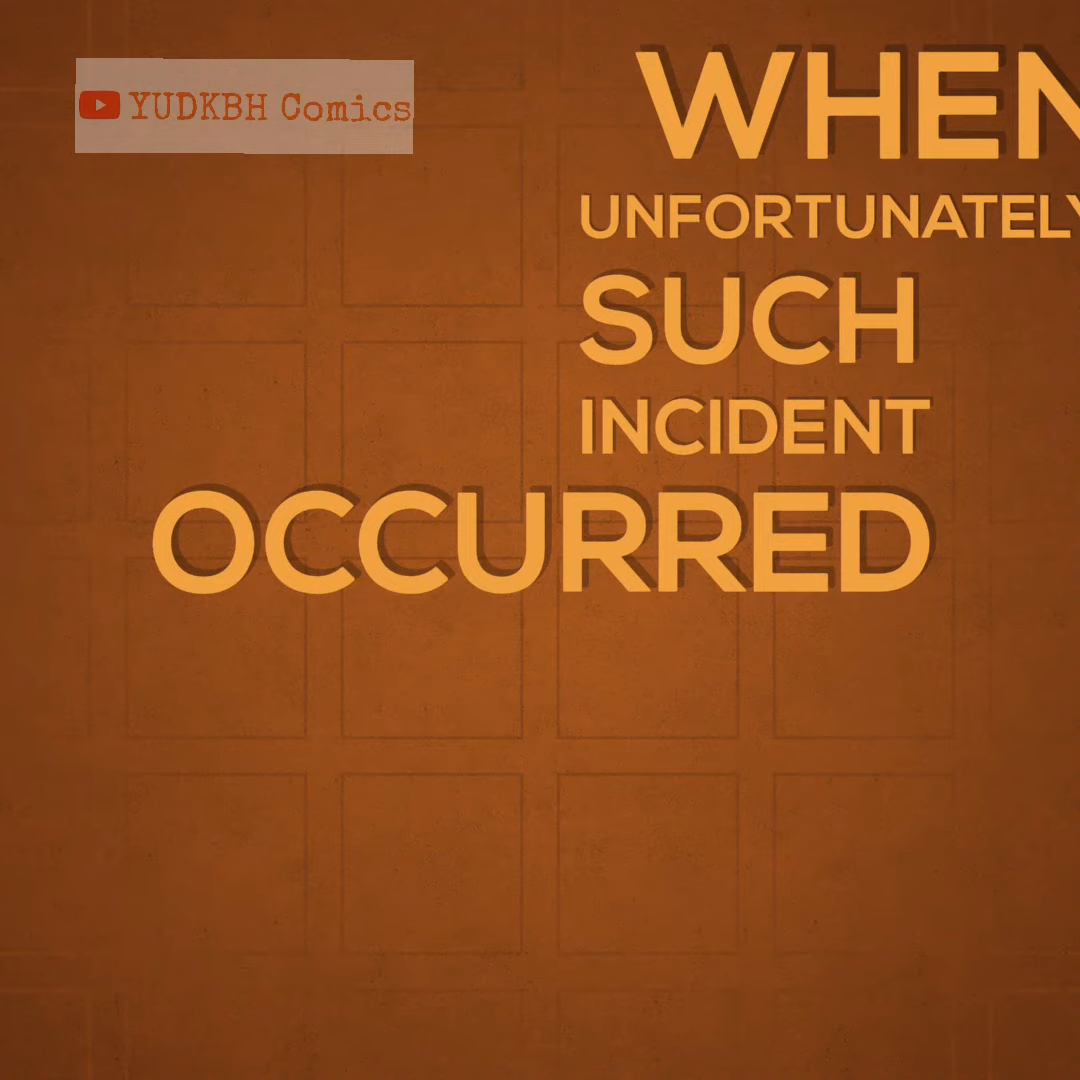 YUDKBH Comics
WHEN
UNFORTUNATELY
SUCH
INCIDENT
OCCURRED